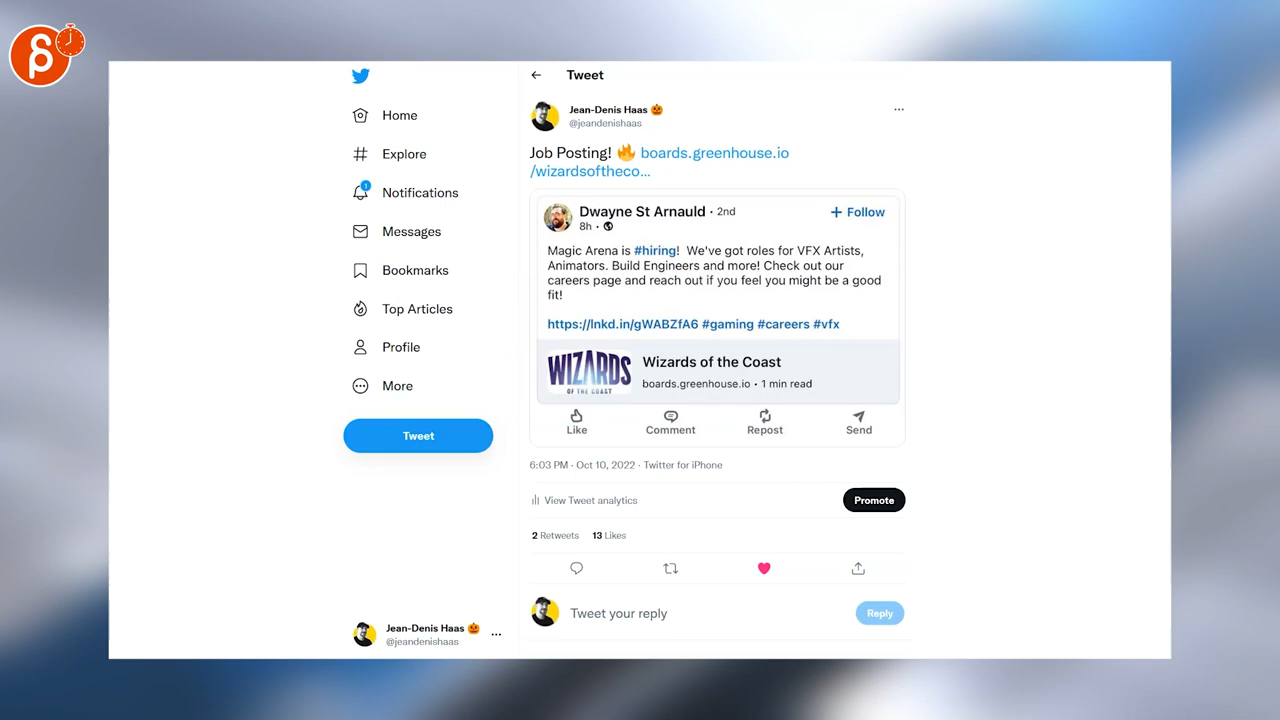 Home
Explore
1
Notifications
Messages
Bookmarks
Top Articles
Profile
More
Tweet
Jean-Denis Haas 🎃
@jeandenishaas
Tweet
Jean-Denis Haas 🎃
@jeandenishaas
Job Posting! 🔥 boards.greenhouse.io
/wizardsoftheco...
Dwayne St Arnauld · 2nd
8h ·
+ Follow
Magic Arena is #hiring!  We've got roles for VFX Artists,
Animators. Build Engineers and more! Check out our
careers page and reach out if you feel you might be a good
fit!
https://lnkd.in/gWABZfA6 #gaming #careers #vfx
WIZARDS
OF THE COAST
Wizards of the Coast
boards.greenhouse.io • 1 min read
Like
Comment
Repost
Send
6:03 PM · Oct 10, 2022 · Twitter for iPhone
View Tweet analytics
Promote
2 Retweets 13 Likes
Tweet your reply
Reply